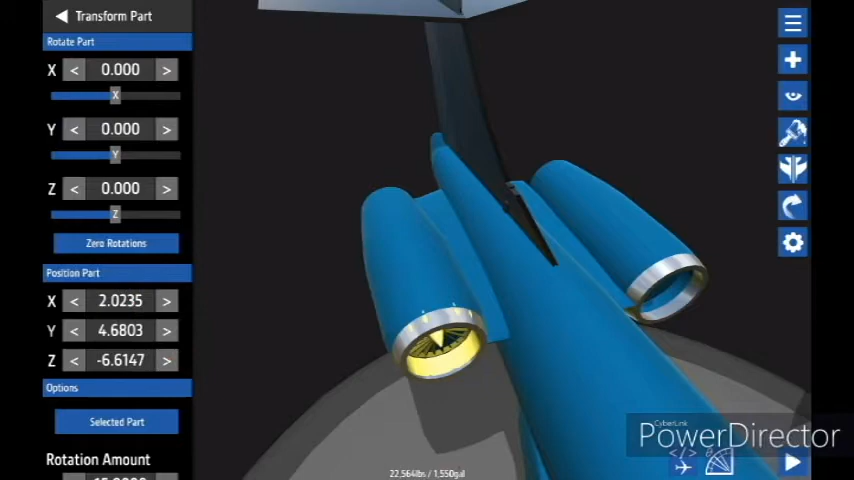 Transform Part
Rotate Part
X < 0.000 >
X
Y < 0.000 >
Y
Z < 0.000 >
Z
Zero Rotations
Position Part
X < 2.0235 >
Y < 4.6803 >
Z < -6.6147 >
Options
Selected Part
Rotation Amount
22,564lbs / 1,550gal
CyberLink
PowerDirector